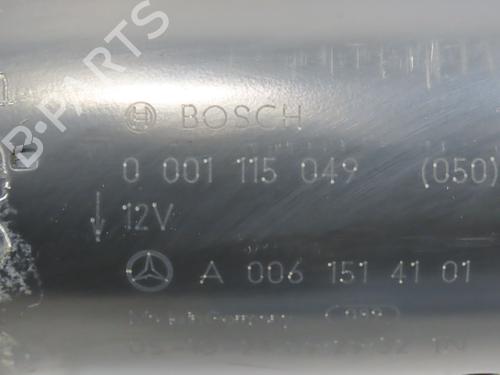 B-PARTS
BOSCH
0 001 115 049 (050)
12V
A 006 151 41 01